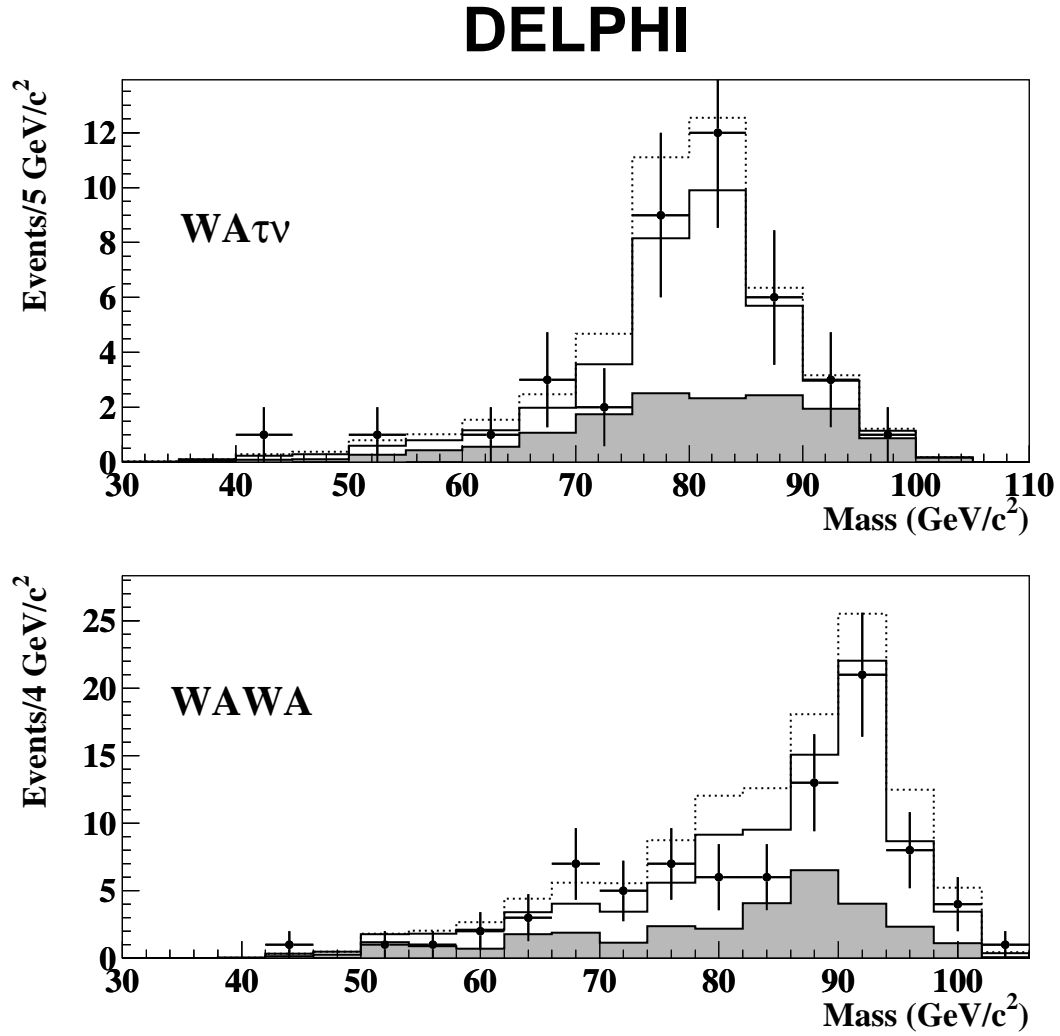 DELPHI
Events/5 GeV/c²
12
10
8
6
4
2
0
WAτν
30 40 50 60 70 80 90 100 110
Mass (GeV/c²)
Events/4 GeV/c²
25
20
15
10
5
0
WAWA
30 40 50 60 70 80 90 100
Mass (GeV/c²)